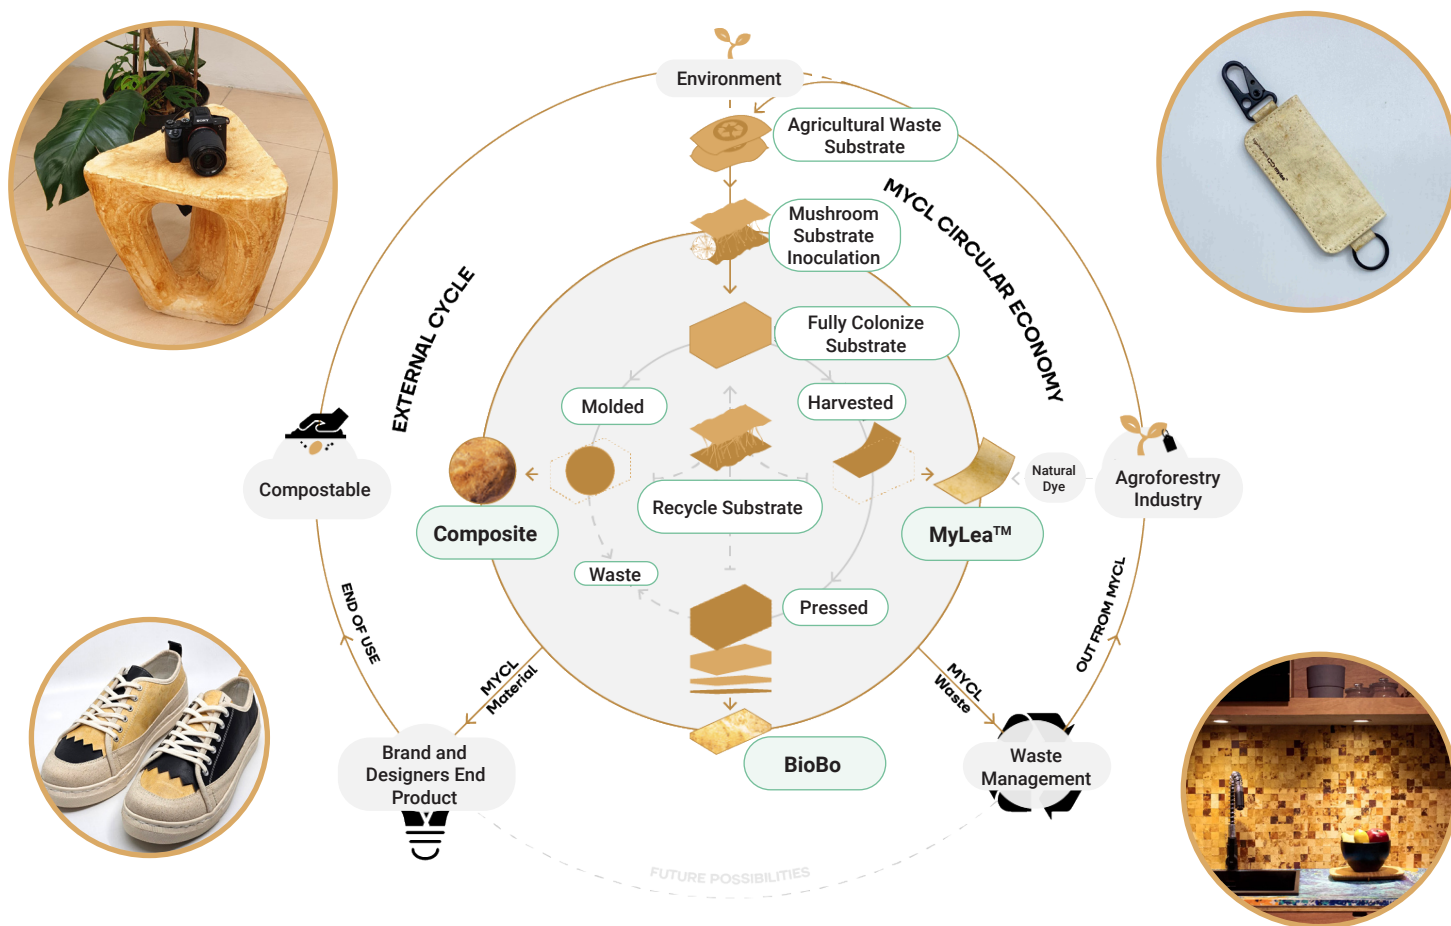 Environment
Agricultural Waste
Substrate
Mushroom
Substrate
Inoculation
MYCL CIRCULAR ECONOMY
EXTERNAL CYCLE
Fully Colonize
Substrate
Molded
Harvested
Compostable
Composite
Recycle Substrate
MyLea™
Natural
Dye
Agroforestry
Industry
Waste
Pressed
END OF USE
OUT FROM MYCL
MYCL
Material
MYCL
Waste
Brand and
Designers End
Product
BioBo
Waste
Management
FUTURE POSSIBILITIES
SONY